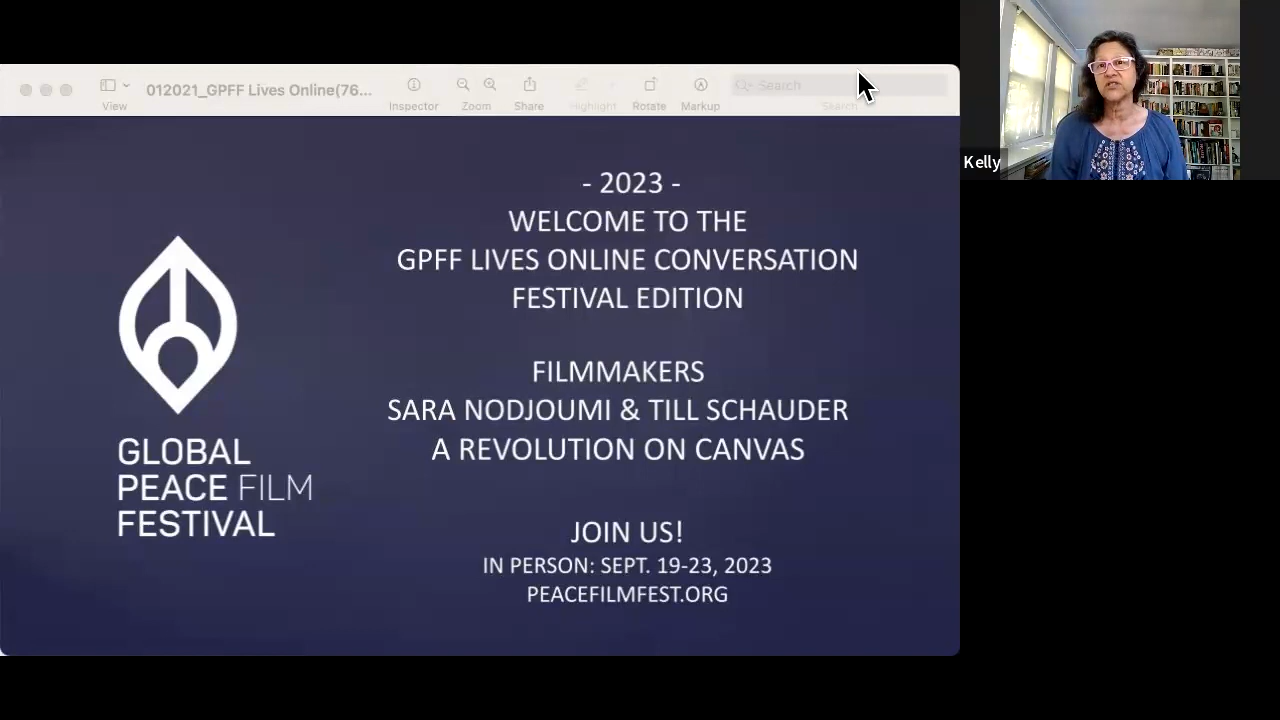 012021_GPFF Lives Online(76...
View
Inspector
Zoom
Share
Highlight
Rotate
Markup
Search
Search
Kelly
- 2023 -
WELCOME TO THE
GPFF LIVES ONLINE CONVERSATION
FESTIVAL EDITION
FILMMAKERS
SARA NODJOUMI & TILL SCHAUDER
A REVOLUTION ON CANVAS
JOIN US!
IN PERSON: SEPT. 19-23, 2023
PEACEFILMFEST.ORG
GLOBAL
PEACE FILM
FESTIVAL